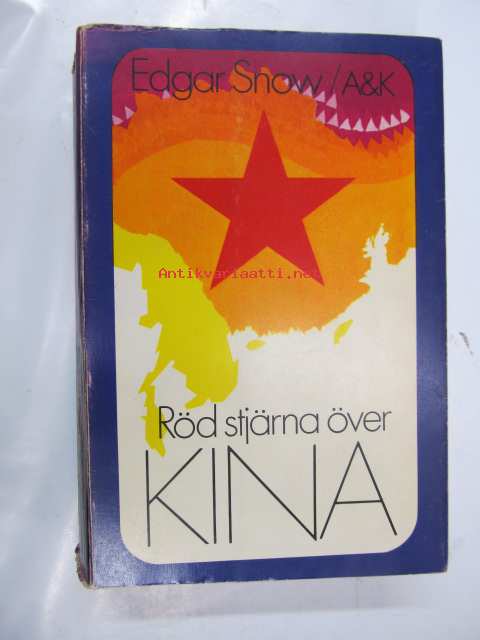 Edgar Snow/A&K
Antikvariaatti.net
Röd stjärna över
KINA